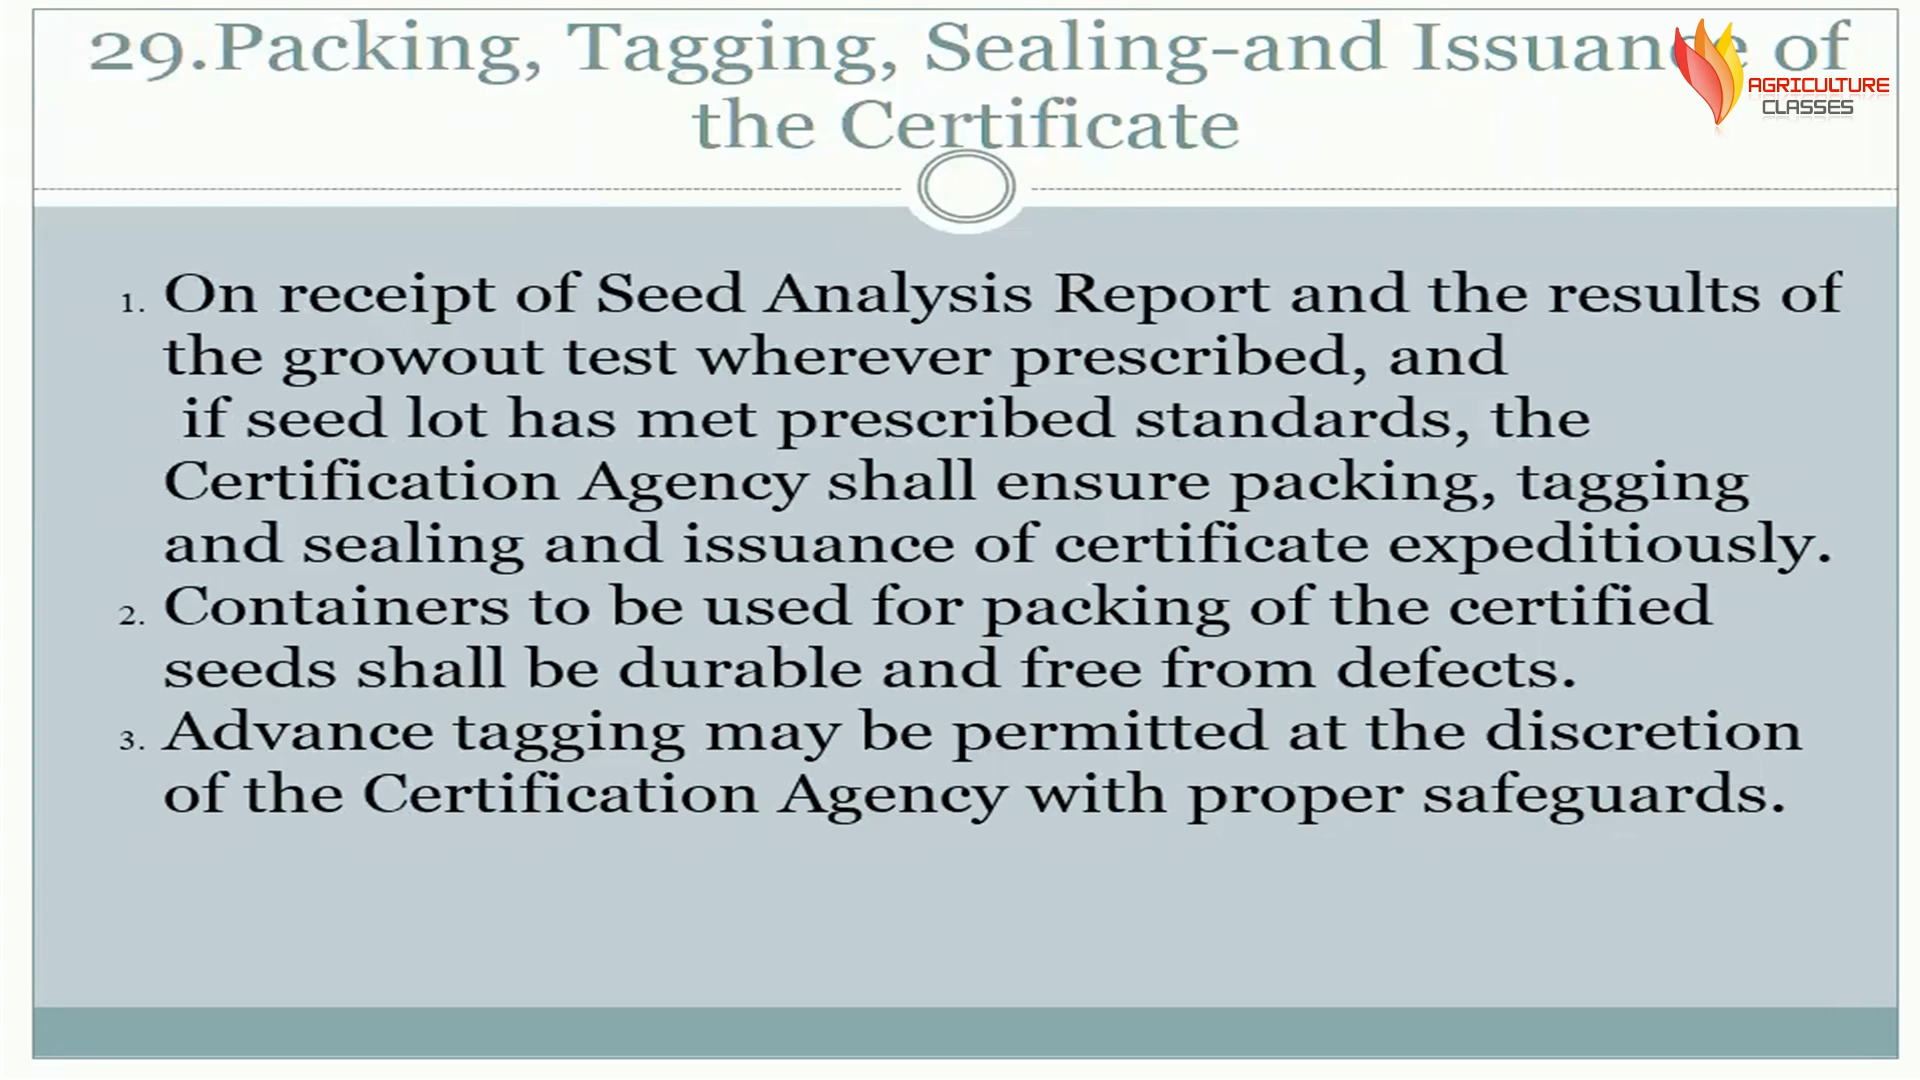 29.Packing, Tagging, Sealing-and Issuance of
the Certificate
AGRICULTURE
CLASSES
1. On receipt of Seed Analysis Report and the results of
the growout test wherever prescribed, and
if seed lot has met prescribed standards, the
Certification Agency shall ensure packing, tagging
and sealing and issuance of certificate expeditiously.
2. Containers to be used for packing of the certified
seeds shall be durable and free from defects.
3. Advance tagging may be permitted at the discretion
of the Certification Agency with proper safeguards.